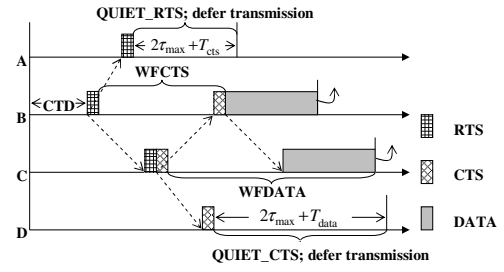 QUIET_RTS; defer transmission
2τmax +Tcts
A
WFCTS
CTD
B
RTS
C
CTS
WFDATA
2τmax +Tdata
DATA
D
QUIET_CTS; defer transmission